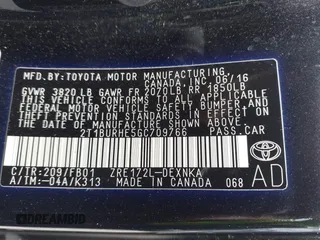 MFD.BY:TOYOTA MOTOR MANUFACTURING
CANADA INC. 06/16
GVWR 3820 LB GAWR FR 2070LB RR 1850LB
THIS VEHICLE CONFORMS TO ALL APPLICABLE
FEDERAL MOTOR VEHICLE SAFETY, BUMPER, AND
THEFT PREVENTION STANDARDS IN EFFECT ON
THE DATE OF MANUFACTURE SHOWN ABOVE.
2T1BURHE5GC709766 PASS.CAR
C/TR:209/FB01 ZRE172L-DEXNKA
A/TM:-04A/K313 MADE IN CANADA 068
TOYOTA
AD
© DREAMBID